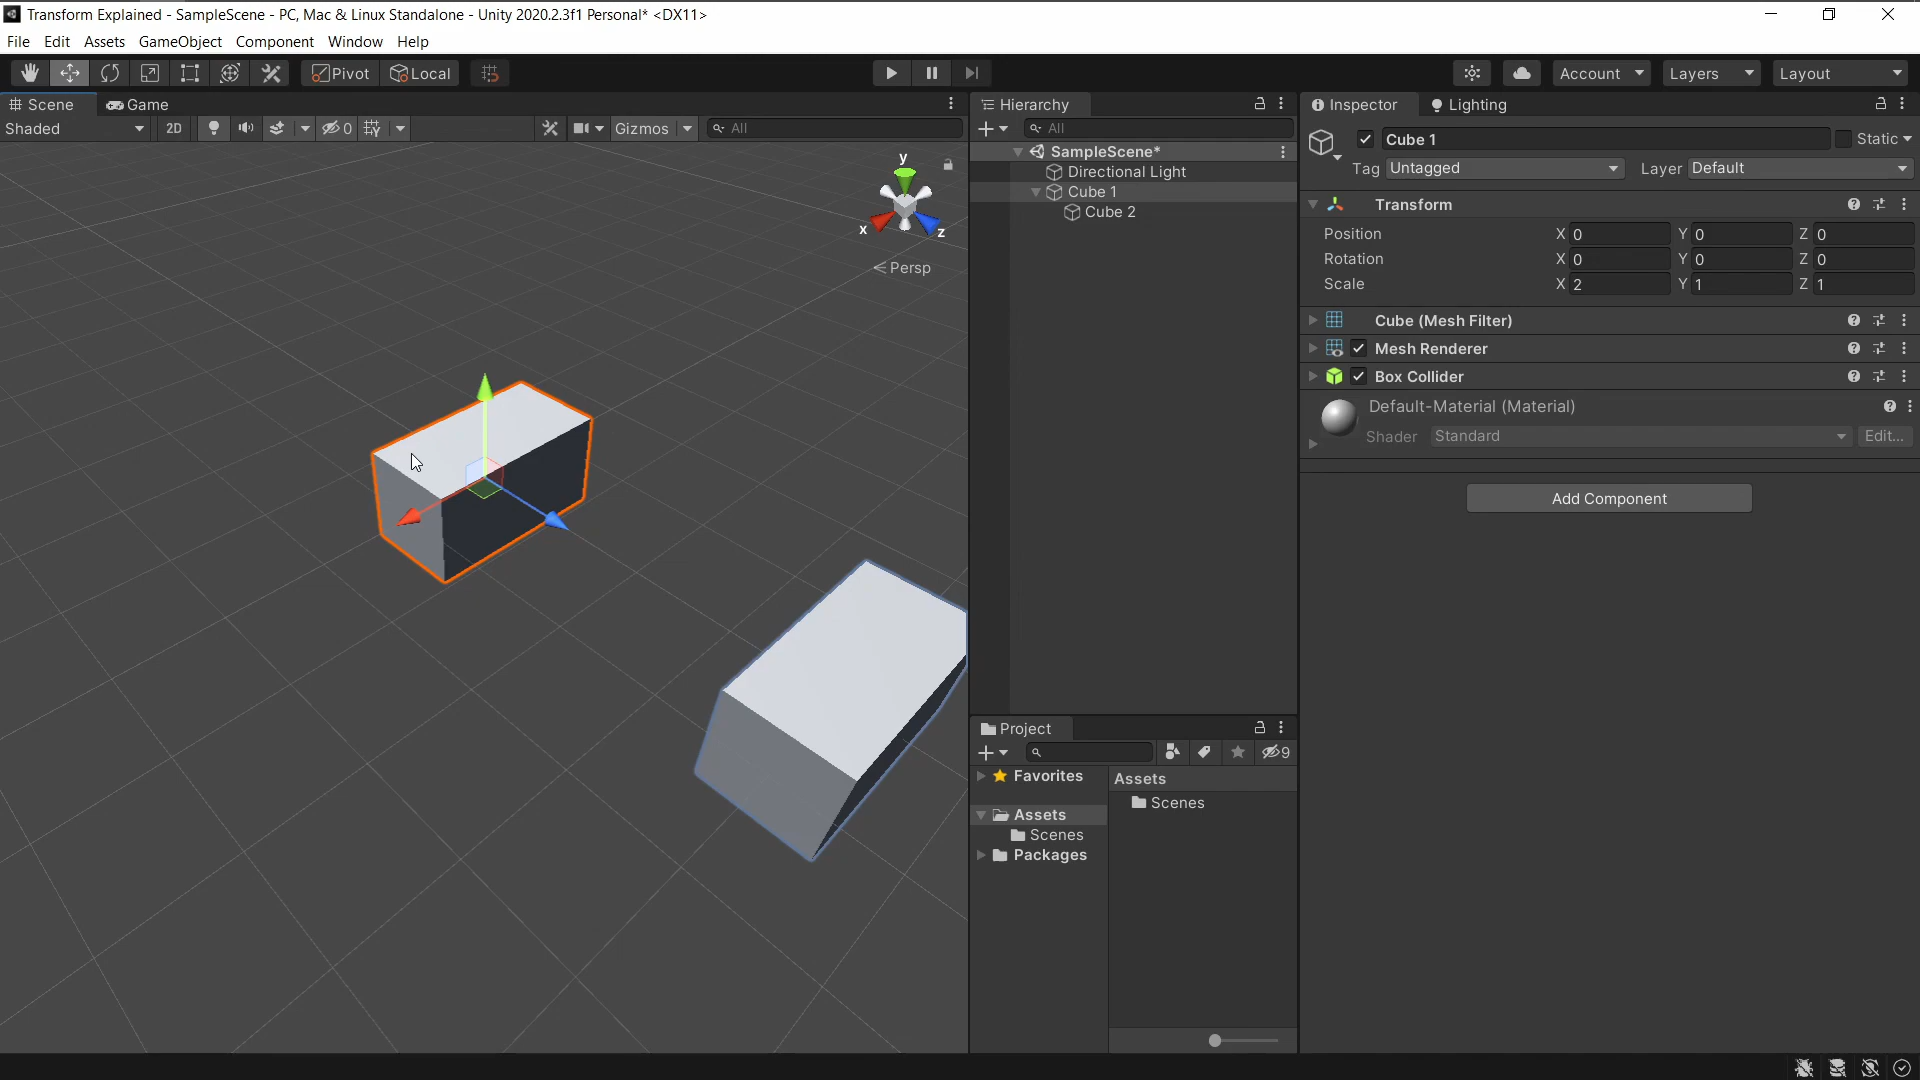 Transform Explained - SampleScene - PC, Mac & Linux Standalone - Unity 2020.2.3f1 Personal* <DX11>
File Edit Assets GameObject Component Window Help
Pivot Local Account Layers Layout
Scene Game
Shaded 2D 0 Gizmos All
y
x z
Persp
Hierarchy
All
SampleScene*
Directional Light
Cube 1
Cube 2
Project
9
Favorites
Assets
Scenes
Packages
Assets
Scenes
Inspector Lighting
Cube 1 Static
Tag Untagged Layer Default
Transform
Position X 0 Y 0 Z 0
Rotation X 0 Y 0 Z 0
Scale X 2 Y 1 Z 1
Cube (Mesh Filter)
Mesh Renderer
Box Collider
Default-Material (Material)
Shader Standard Edit...
Add Component